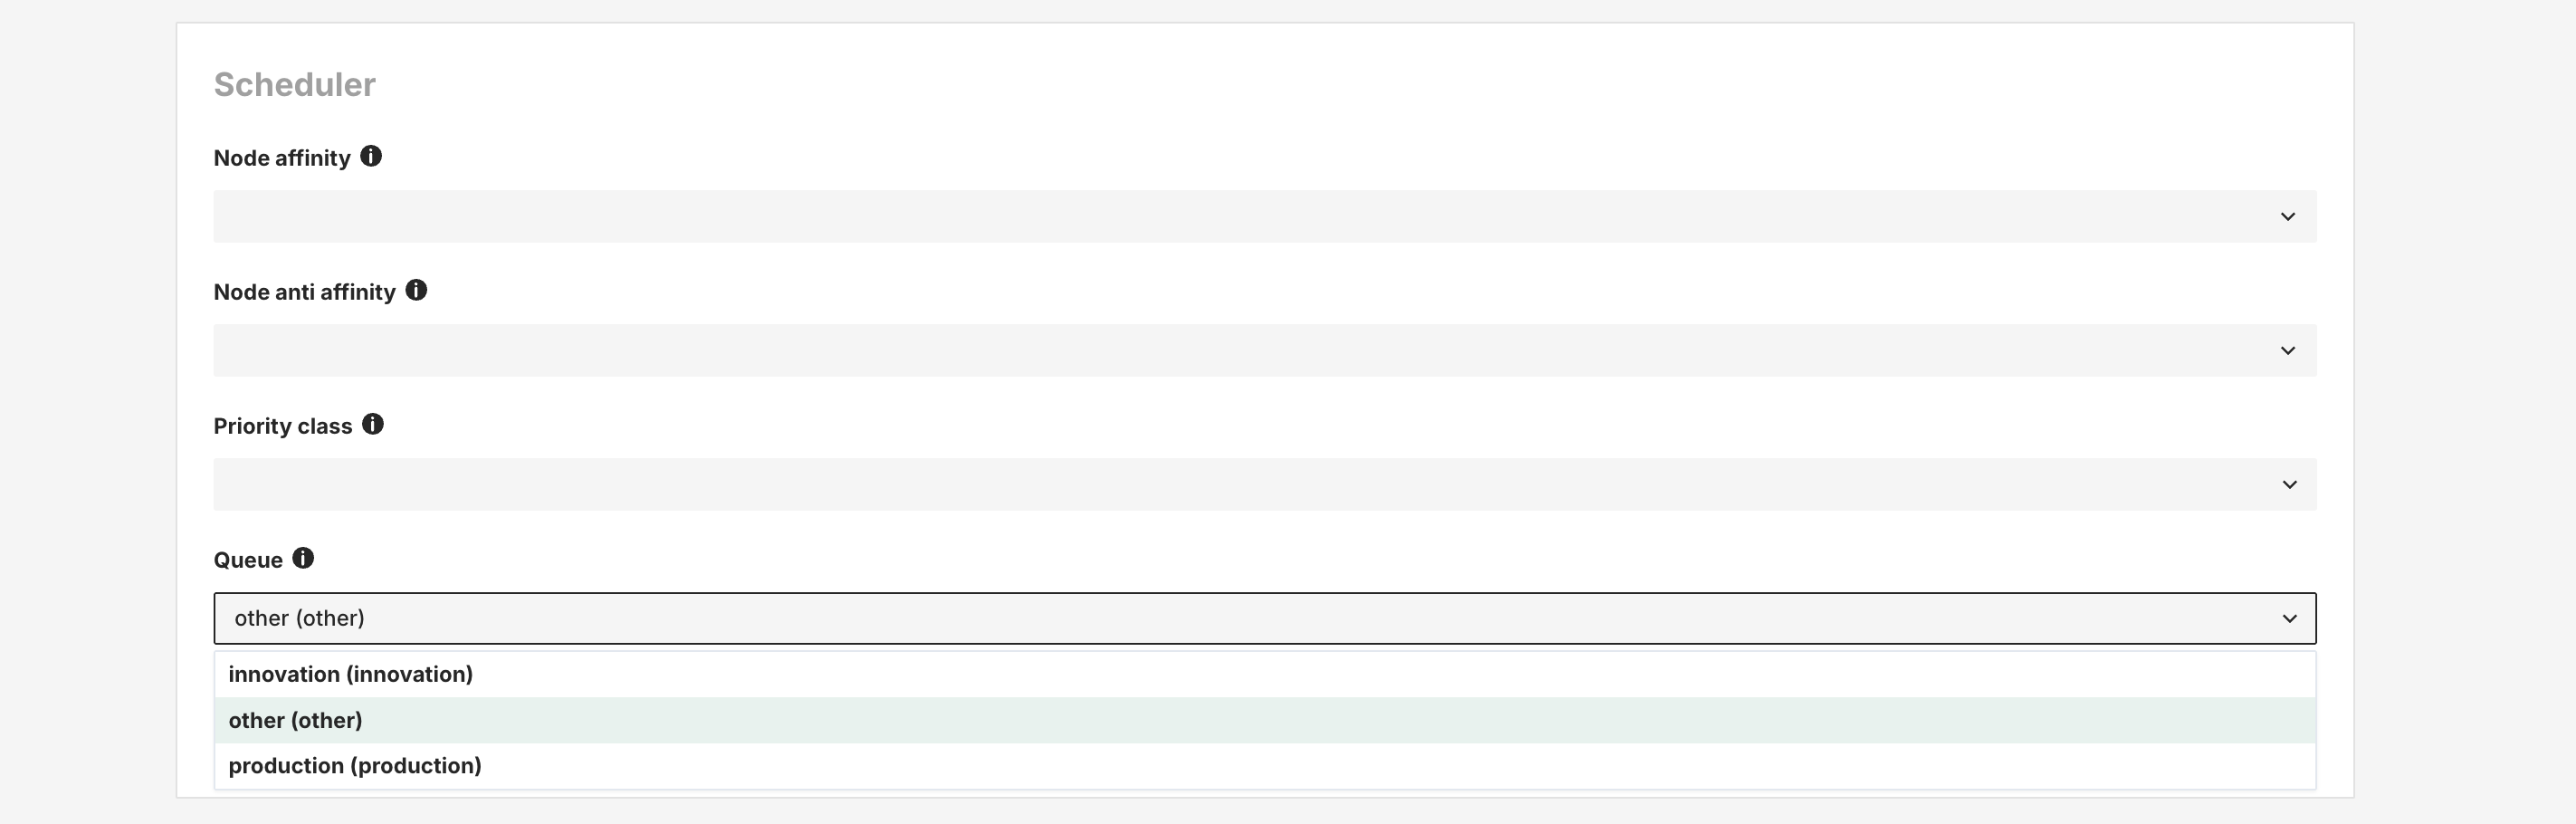 Scheduler
Node affinity
Node anti affinity
Priority class
Queue
other (other)
innovation (innovation)
other (other)
production (production)